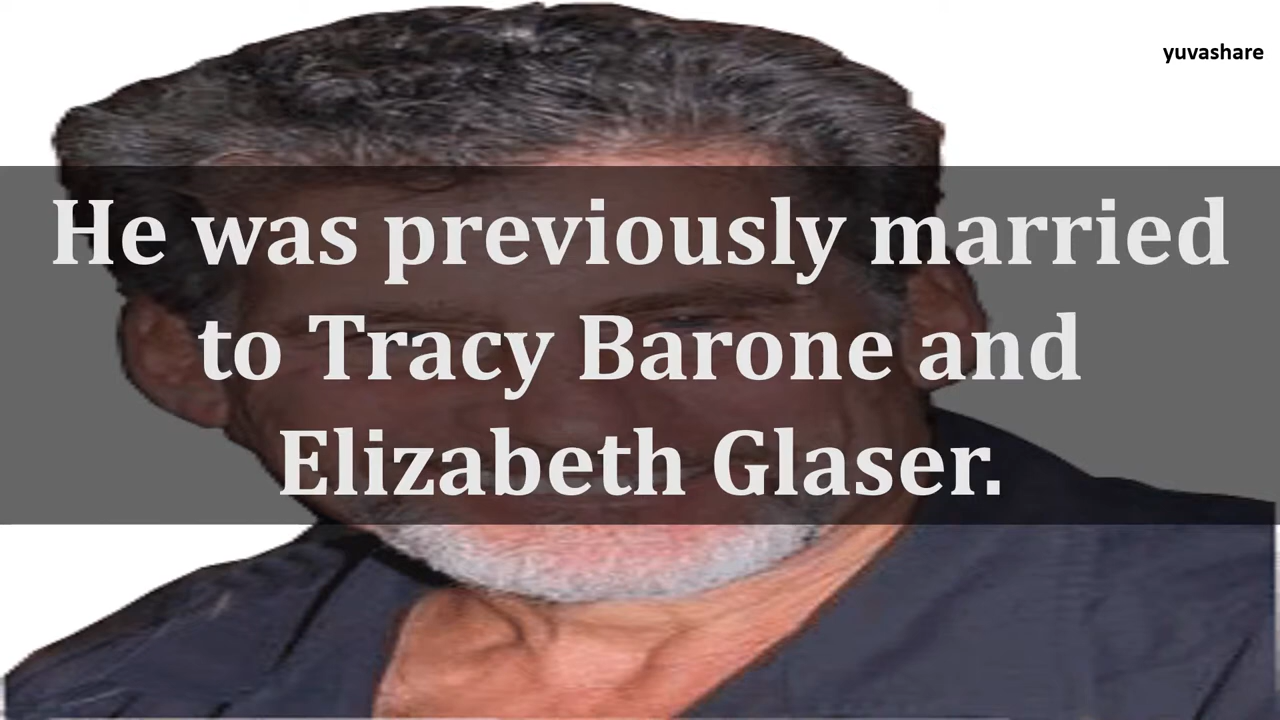 yuvashare
He was previously married
to Tracy Barone and
Elizabeth Glaser.